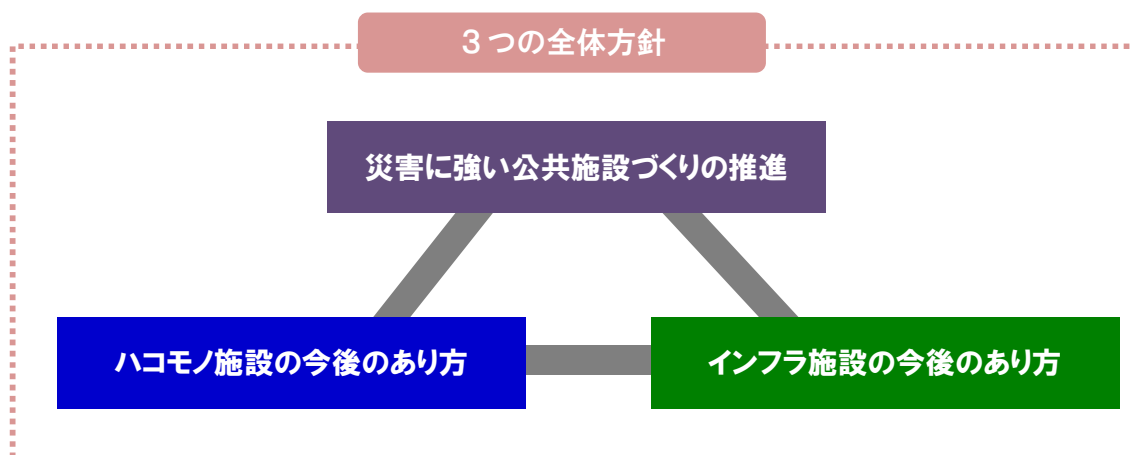 ３つの全体方針
災害に強い公共施設づくりの推進
ハコモノ施設の今後のあり方
インフラ施設の今後のあり方